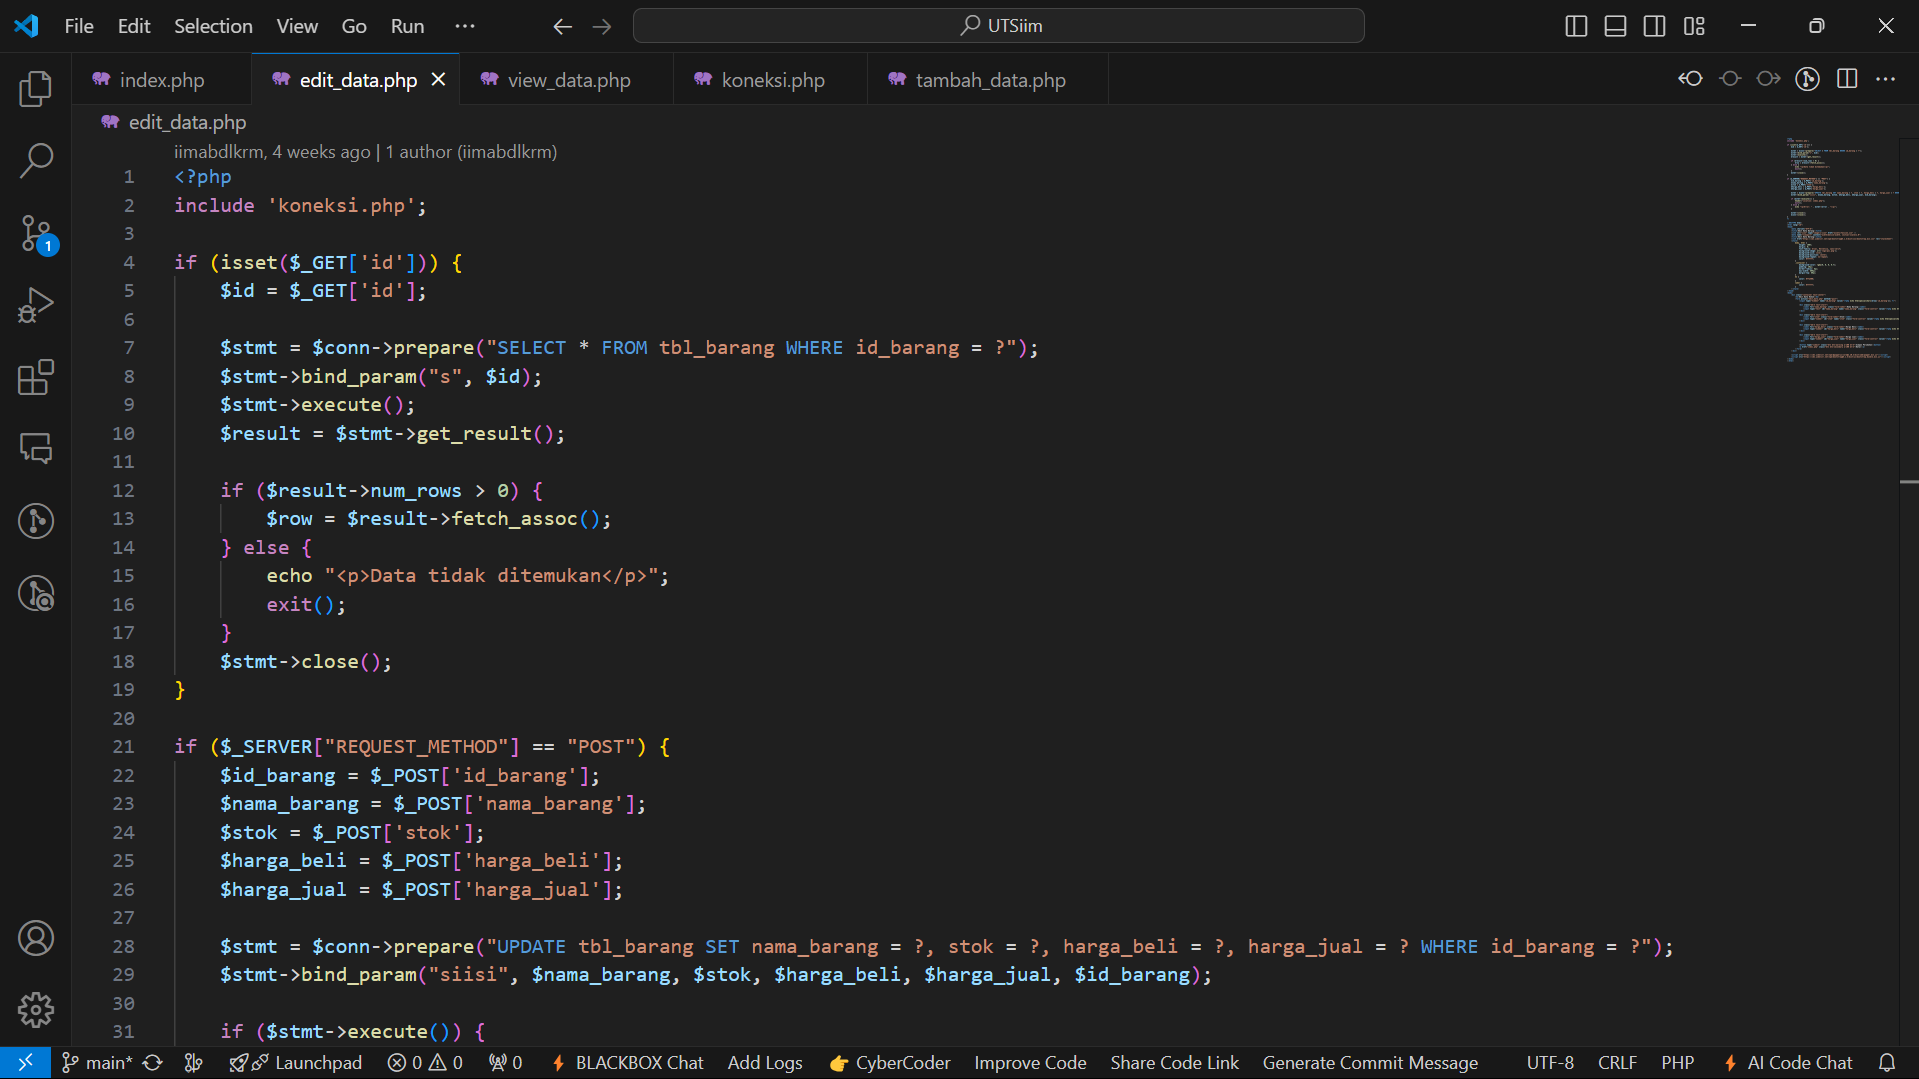 File Edit Selection View Go Run ··· UTSiim
index.php edit_data.php view_data.php koneksi.php tambah_data.php
edit_data.php
iimabdlkrm, 4 weeks ago | 1 author (iimabdlkrm)
1 <?php
2 include 'koneksi.php';
3
4 if (isset($_GET['id'])) {
5 $id = $_GET['id'];
6
7 $stmt = $conn->prepare("SELECT * FROM tbl_barang WHERE id_barang = ?");
8 $stmt->bind_param("s", $id);
9 $stmt->execute();
10 $result = $stmt->get_result();
11
12 if ($result->num_rows > 0) {
13 $row = $result->fetch_assoc();
14 } else {
15 echo "<p>Data tidak ditemukan</p>";
16 exit();
17 }
18 $stmt->close();
19 }
20
21 if ($_SERVER["REQUEST_METHOD"] == "POST") {
22 $id_barang = $_POST['id_barang'];
23 $nama_barang = $_POST['nama_barang'];
24 $stok = $_POST['stok'];
25 $harga_beli = $_POST['harga_beli'];
26 $harga_jual = $_POST['harga_jual'];
27
28 $stmt = $conn->prepare("UPDATE tbl_barang SET nama_barang = ?, stok = ?, harga_beli = ?, harga_jual = ? WHERE id_barang = ?");
29 $stmt->bind_param("siisi", $nama_barang, $stok, $harga_beli, $harga_jual, $id_barang);
30
31 if ($stmt->execute()) {
1
main* Launchpad 0 0 0 BLACKBOX Chat Add Logs CyberCoder Improve Code Share Code Link Generate Commit Message UTF-8 CRLF PHP AI Code Chat